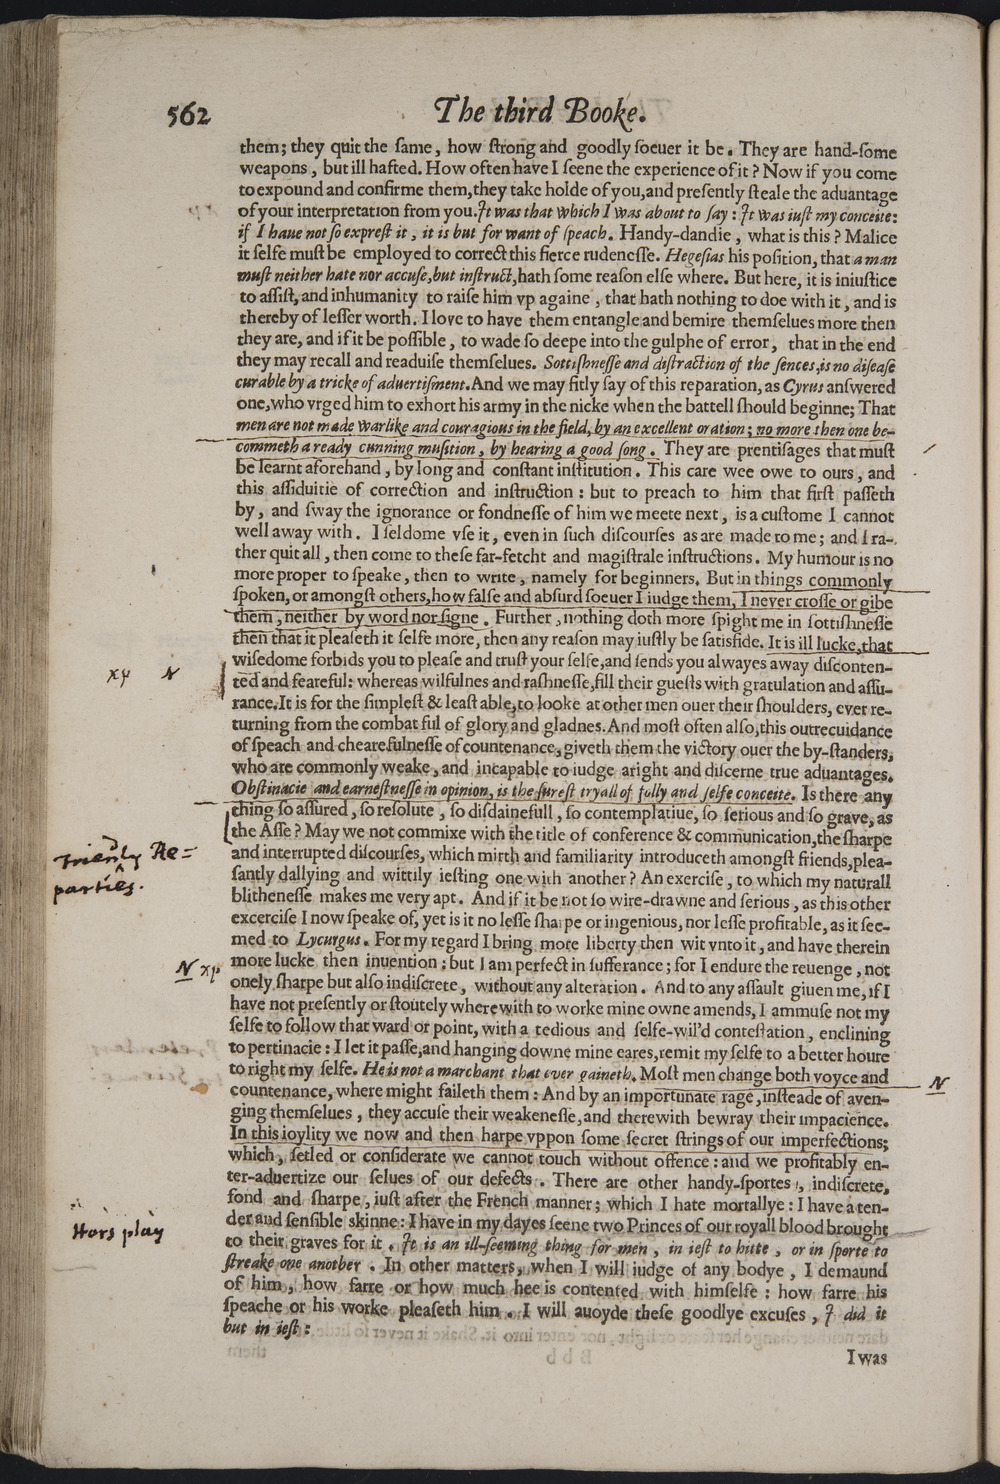 562
The third Booke.
them; they quit the ſame, how ſtrong and goodly ſoeuer it be. They are hand-ſome
weapons, but ill hafted. How often have I ſeene the experience of it? Now if you come
to expound and confirme them, they take holde of you, and preſently ſteale the aduantage
of your interpretation from you. It was that which I was about to ſay: It was iuſt my conceite:
if I haue not ſo expreſt it, it is but for want of ſpeach. Handy-dandie, what is this? Malice
it ſelfe muſt be employed to correct this fierce rudeneſſe. Hegeſias his poſition, that a man
muſt neither hate nor accuſe, but inſtruct, hath ſome reaſon elſe where. But here, it is iniuſtice
to aſſiſt, and inhumanity to raiſe him vp againe, that hath nothing to doe with it, and is
thereby of leſſer worth. I love to have them entangle and bemire themſelues more then
they are, and if it be poſſible, to wade ſo deepe into the gulphe of error, that in the end
they may recall and readuiſe themſelues. Sottiſhneſſe and diſtraction of the ſences, is no diſeaſe
curable by a tricke of aduertiſment. And we may fitly ſay of this reparation, as Cyrus anſwered
one, who vrged him to exhort his army in the nicke when the battell ſhould beginne; That
men are not made warlike and couragious in the field, by an excellent oration; no more then one be-
commeth a ready cunning muſition, by hearing a good ſong. They are prentiſages that muſt
be learnt aforehand, by long and conſtant inſtitution. This care wee owe to ours, and
this aſſiduitie of correction and inſtruction: but to preach to him that firſt paſſeth
by, and ſway the ignorance or fondneſſe of him we meete next, is a cuſtome I cannot
well away with. I ſeldome vſe it, even in ſuch diſcourſes as are made to me; and I ra-
ther quit all, then come to theſe far-fetcht and magiſtrale inſtructions. My humour is no
more proper to ſpeake, then to write, namely for beginners. But in things commonly
ſpoken, or amongſt others, how falſe and abſurd ſoeuer I iudge them, I never croſſe or gibe
them, neither by word nor ſigne. Further, nothing doth more ſpight me in ſottiſhneſſe
then that it pleaſeth it ſelfe more, then any reaſon may iuſtly be ſatisfide. It is ill lucke, that
xp N wiſedome forbids you to pleaſe and truſt your ſelfe, and ſends you alwayes away diſconten-
ted and feareful: whereas wilfulnes and raſhneſſe, fill their gueſts with gratulation and aſſu-
rance. It is for the ſimpleſt & leaſt able, to looke at other men ouer their ſhoulders, ever re-
turning from the combat ful of glory and gladnes. And moſt often alſo, this outrecuidance
of ſpeach and chearefulneſſe of countenance, giveth them the victory ouer the by-ſtanders,
who are commonly weake, and incapable to iudge aright and diſcerne true aduantages.
Obſtinacie and earneſtneſſe in opinion, is the ſureſt tryall of folly and ſelfe conceite. Is there any
thing ſo aſſured, ſo reſolute, ſo diſdainefull, ſo contemplatiue, ſo ſerious and ſo grave, as
the Aſſe? May we not commixe with the title of conference & communication, the ſharpe
friendly Re=
parties.
and interrupted diſcourſes, which mirth and familiarity introduceth amongſt friends, plea-
ſantly dallying and wittily ieſting one with another? An exerciſe, to which my naturall
blitheneſſe makes me very apt. And if it be not ſo wire-drawne and ſerious, as this other
excerciſe I now ſpeake of, yet is it no leſſe ſharpe or ingenious, nor leſſe profitable, as it ſee-
med to Lycurgus. For my regard I bring more liberty then wit vnto it, and have therein
N xp more lucke then inuention: but I am perfect in ſufferance; for I endure the reuenge, not
onely ſharpe but alſo indiſcrete, without any alteration. And to any aſſault giuen me, if I
have not preſently or ſtoutely where with to worke mine owne amends, I ammuſe not my
ſelfe to follow that ward or point, with a tedious and ſelfe-wil'd conteſtation, enclining
to pertinacie: I let it paſſe, and hanging downe mine eares, remit my ſelfe to a better houre
to right my ſelfe. He is not a marchant that ever gaineth. Moſt men change both voyce and N
countenance, where might faileth them: And by an importunate rage, inſteade of aven-
ging themſelues, they accuſe their weakeneſſe, and therewith bewray their impacience.
In this ioylity we now and then harpe vppon ſome ſecret ſtrings of our imperfections;
which, ſetled or conſiderate we cannot touch without offence: and we profitably en-
ter-aduertize our ſelues of our defects. There are other handy-ſportes, indiſcrete,
fond and ſharpe, iuſt after the French manner; which I hate mortallye: I have a ten-
Hors play
der and ſenſible skinne: I have in my dayes ſeene two Princes of our royall blood brought
to their graves for it. It is an ill-ſeeming thing for men, in ieſt to hute, or in ſporte to
ſtreake one another. In other matters, when I will iudge of any bodye, I demaund
of him, how farre or how much hee is contented with himſelfe: how farre his
ſpeache or his worke pleaſeth him. I will auoyde theſe goodlye excuſes, I did it
but in ieſt:
I was